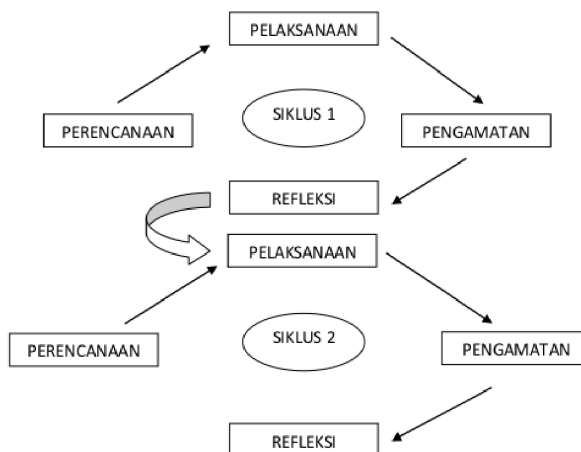 PELAKSANAAN
SIKLUS 1
PERENCANAAN
PENGAMATAN
REFLEKSI
PELAKSANAAN
SIKLUS 2
PERENCANAAN
PENGAMATAN
REFLEKSI